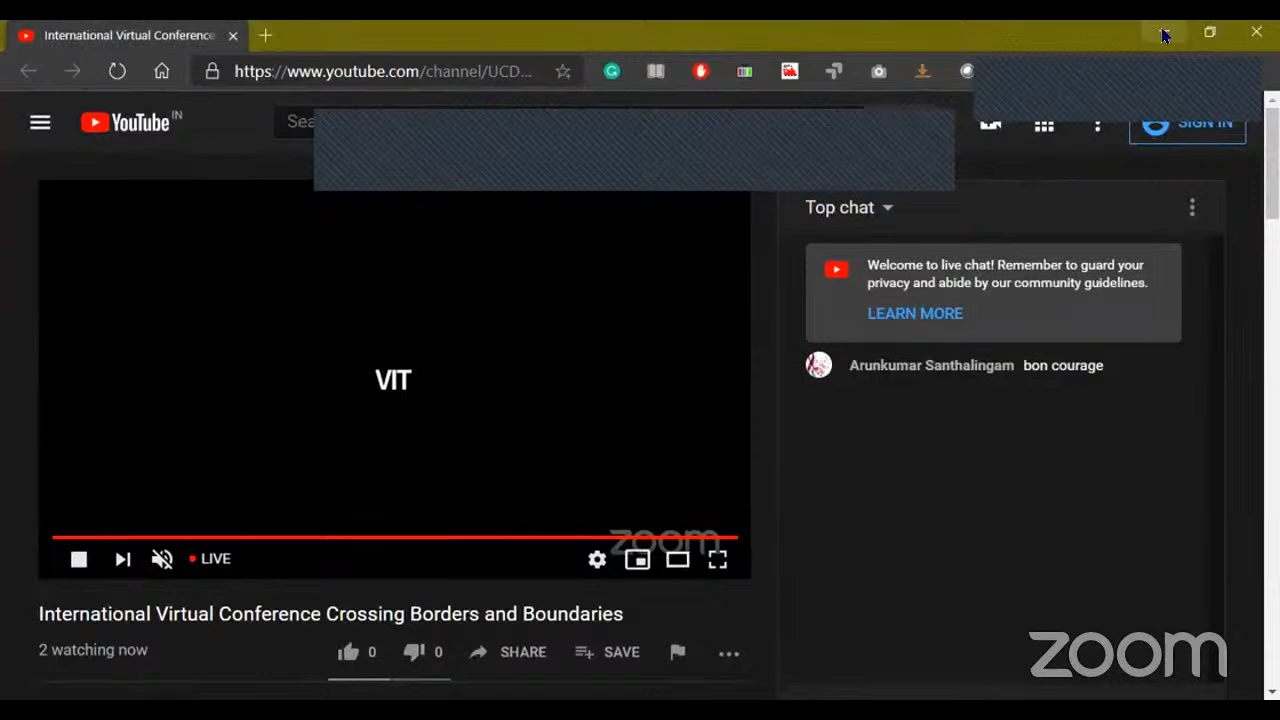 International Virtual Conference
https://www.youtube.com/channel/UCD...
YouTube IN
Sea
SIGN IN
VIT
zoom
LIVE
International Virtual Conference Crossing Borders and Boundaries
2 watching now
0
0
SHARE
SAVE
Top chat
Welcome to live chat! Remember to guard your
privacy and abide by our community guidelines.
LEARN MORE
Arunkumar Santhalingam bon courage
zoom